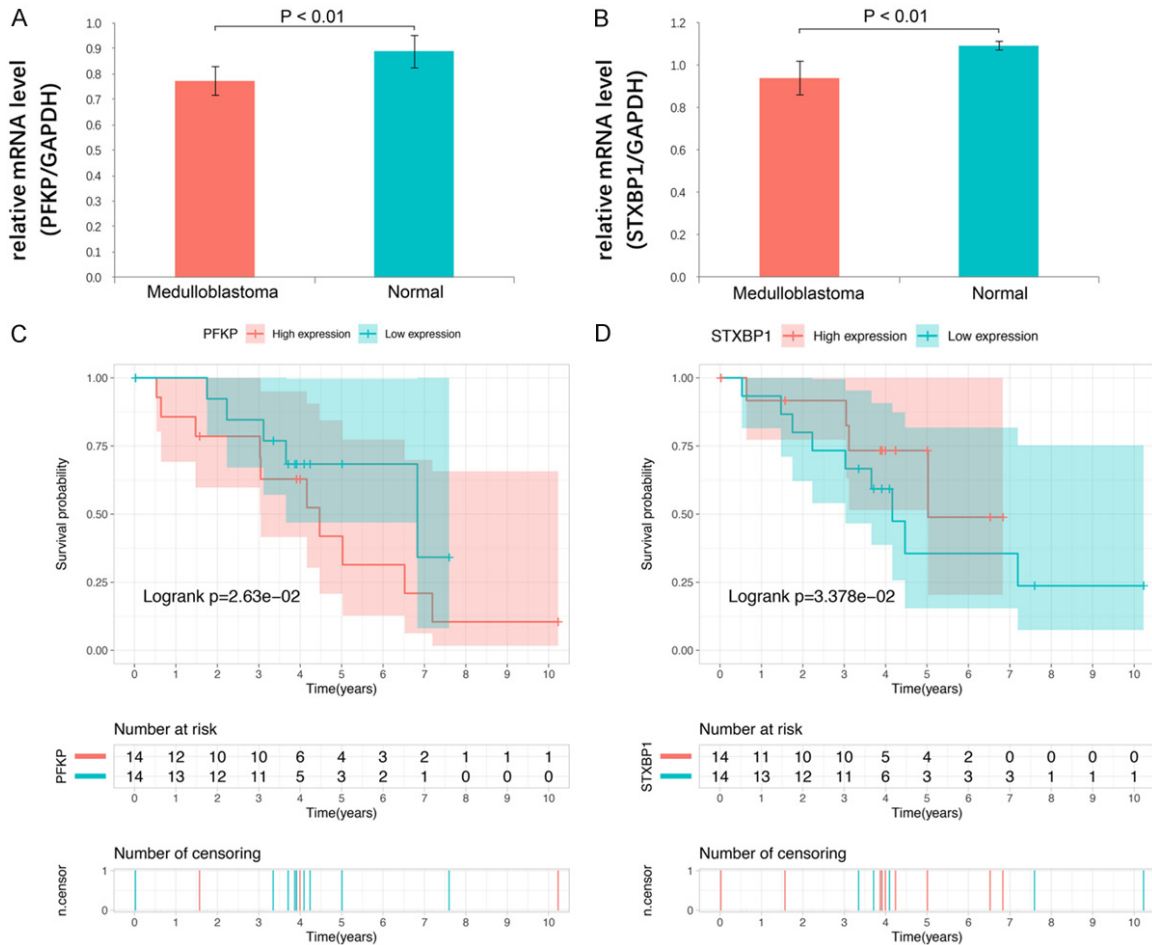 A
P < 0.01
relative mRNA level
(PFKP/GAPDH)
1.0
0.9
0.8
0.7
0.6
0.5
0.4
0.3
0.2
0.1
0.0
Medulloblastoma Normal
B
P < 0.01
relative mRNA level
(STXBP1/GAPDH)
1.2
1.0
0.8
0.6
0.4
0.2
0.0
Medulloblastoma Normal
C
PFKP High expression Low expression
Survival probability
1.00
0.75
0.50
0.25
0.00
Logrank p=2.63e−02
0 1 2 3 4 5 6 7 8 9 10
Time(years)
Number at risk
PFKP
14 12 10 10 6 4 3 2 1 1 1
14 13 12 11 5 3 2 1 0 0 0
0 1 2 3 4 5 6 7 8 9 10
Time(years)
Number of censoring
n.censor
1
0
0 1 2 3 4 5 6 7 8 9 10
Time(years)
D
STXBP1 High expression Low expression
Survival probability
1.00
0.75
0.50
0.25
0.00
Logrank p=3.378e−02
0 1 2 3 4 5 6 7 8 9 10
Time(years)
Number at risk
STXBP1
14 11 10 10 5 4 2 0 0 0 0
14 13 12 11 6 3 3 3 1 1 1
0 1 2 3 4 5 6 7 8 9 10
Time(years)
Number of censoring
n.censor
1
0
0 1 2 3 4 5 6 7 8 9 10
Time(years)